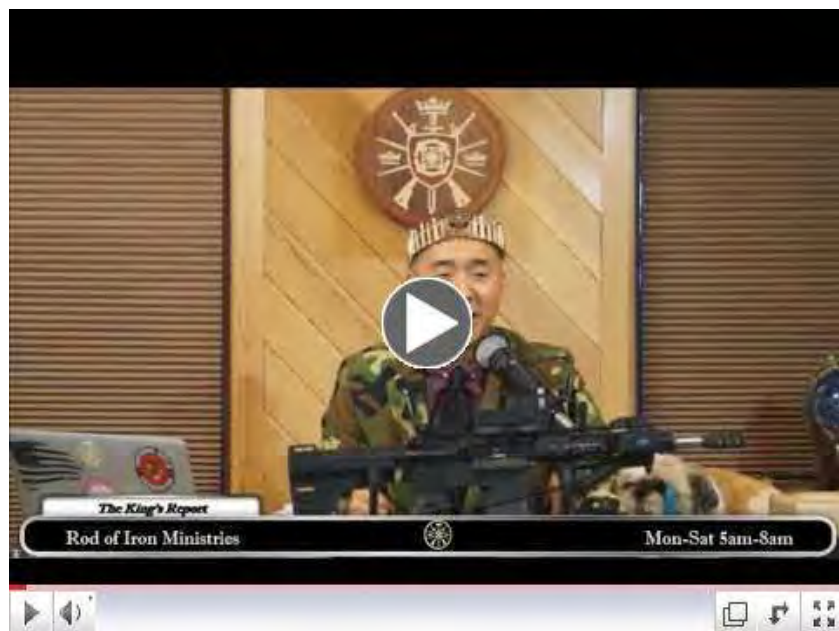 The King's Report
Rod of Iron Ministries
Mon-Sat 5am-8am